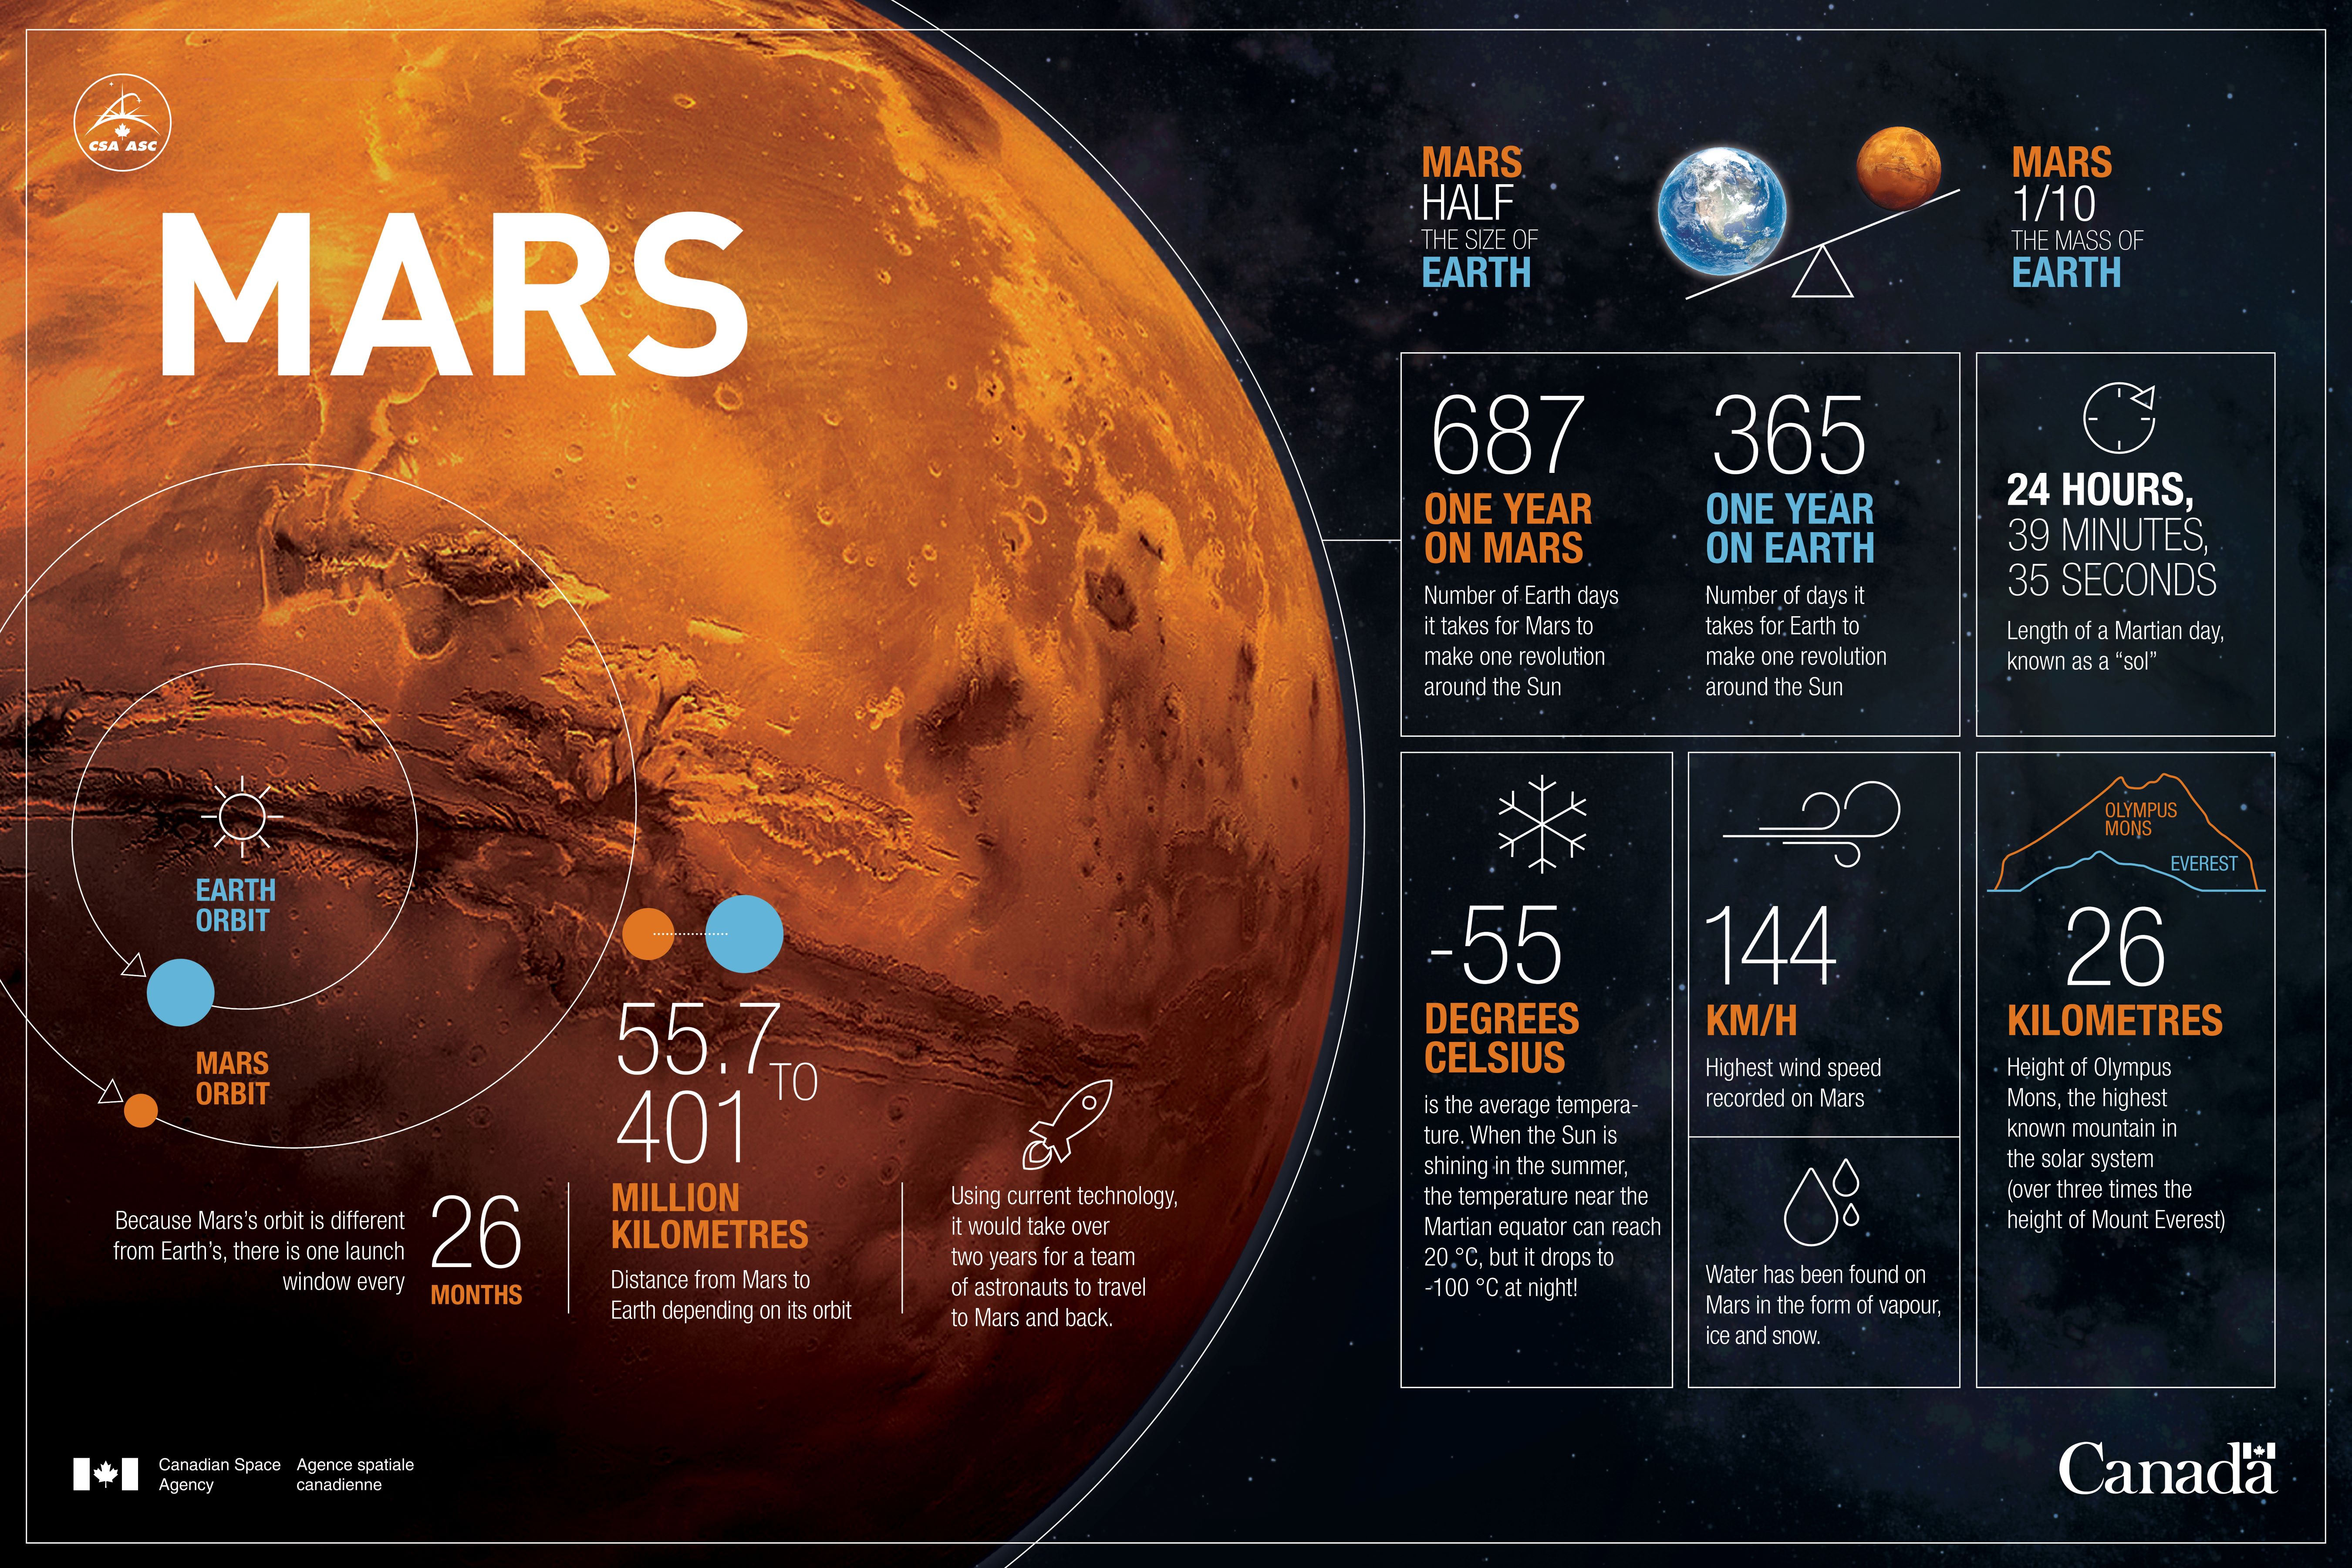 CSA ASC
MARS
EARTH
ORBIT
MARS
ORBIT
Because Mars's orbit is different
from Earth's, there is one launch
window every
26
MONTHS
55.7
TO
401
MILLION
KILOMETRES
Distance from Mars to
Earth depending on its orbit
Using current technology,
it would take over
two years for a team
of astronauts to travel
to Mars and back.
MARS
HALF
THE SIZE OF
EARTH
MARS
1/10
THE MASS OF
EARTH
687
ONE YEAR
ON MARS
Number of Earth days
it takes for Mars to
make one revolution
around the Sun
365
ONE YEAR
ON EARTH
Number of days it
takes for Earth to
make one revolution
around the Sun
24 HOURS,
39 MINUTES,
35 SECONDS
Length of a Martian day,
known as a “sol”
-55
DEGREES
CELSIUS
is the average tempera-
ture. When the Sun is
shining in the summer,
the temperature near the
Martian equator can reach
20 °C, but it drops to
-100 °C at night!
144
KM/H
Highest wind speed
recorded on Mars
Water has been found on
Mars in the form of vapour,
ice and snow.
OLYMPUS
MONS
EVEREST
26
KILOMETRES
Height of Olympus
Mons, the highest
known mountain in
the solar system
(over three times the
height of Mount Everest)
Canadian Space
Agency
Agence spatiale
canadienne
Canada